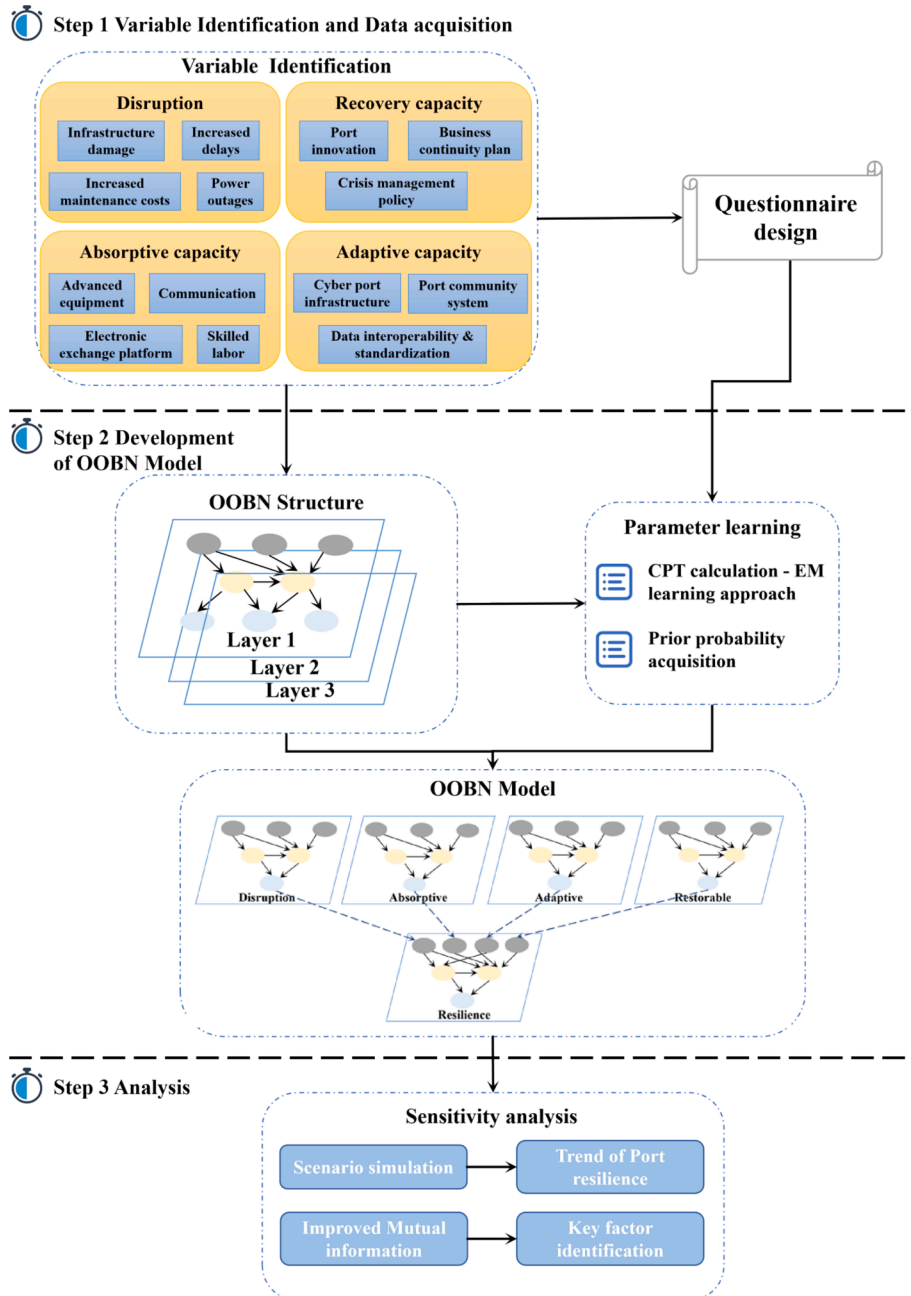 Step 1 Variable Identification and Data acquisition
Variable Identification
Disruption
Infrastructure
damage
Increased
delays
Increased
maintenance costs
Power
outages
Recovery capacity
Port
innovation
Business
continuity plan
Crisis management
policy
Absorptive capacity
Advanced
equipment
Communication
Electronic
exchange platform
Skilled
labor
Adaptive capacity
Cyber port
infrastructure
Port community
system
Data interoperability &
standardization
Questionnaire
design
Step 2 Development
of OOBN Model
OOBN Structure
Layer 1
Layer 2
Layer 3
Parameter learning
CPT calculation - EM
learning approach
Prior probability
acquisition
OOBN Model
Disruption
Absorptive
Adaptive
Restorable
Resilience
Step 3 Analysis
Sensitivity analysis
Scenario simulation
Trend of Port
resilience
Improved Mutual
information
Key factor
identification